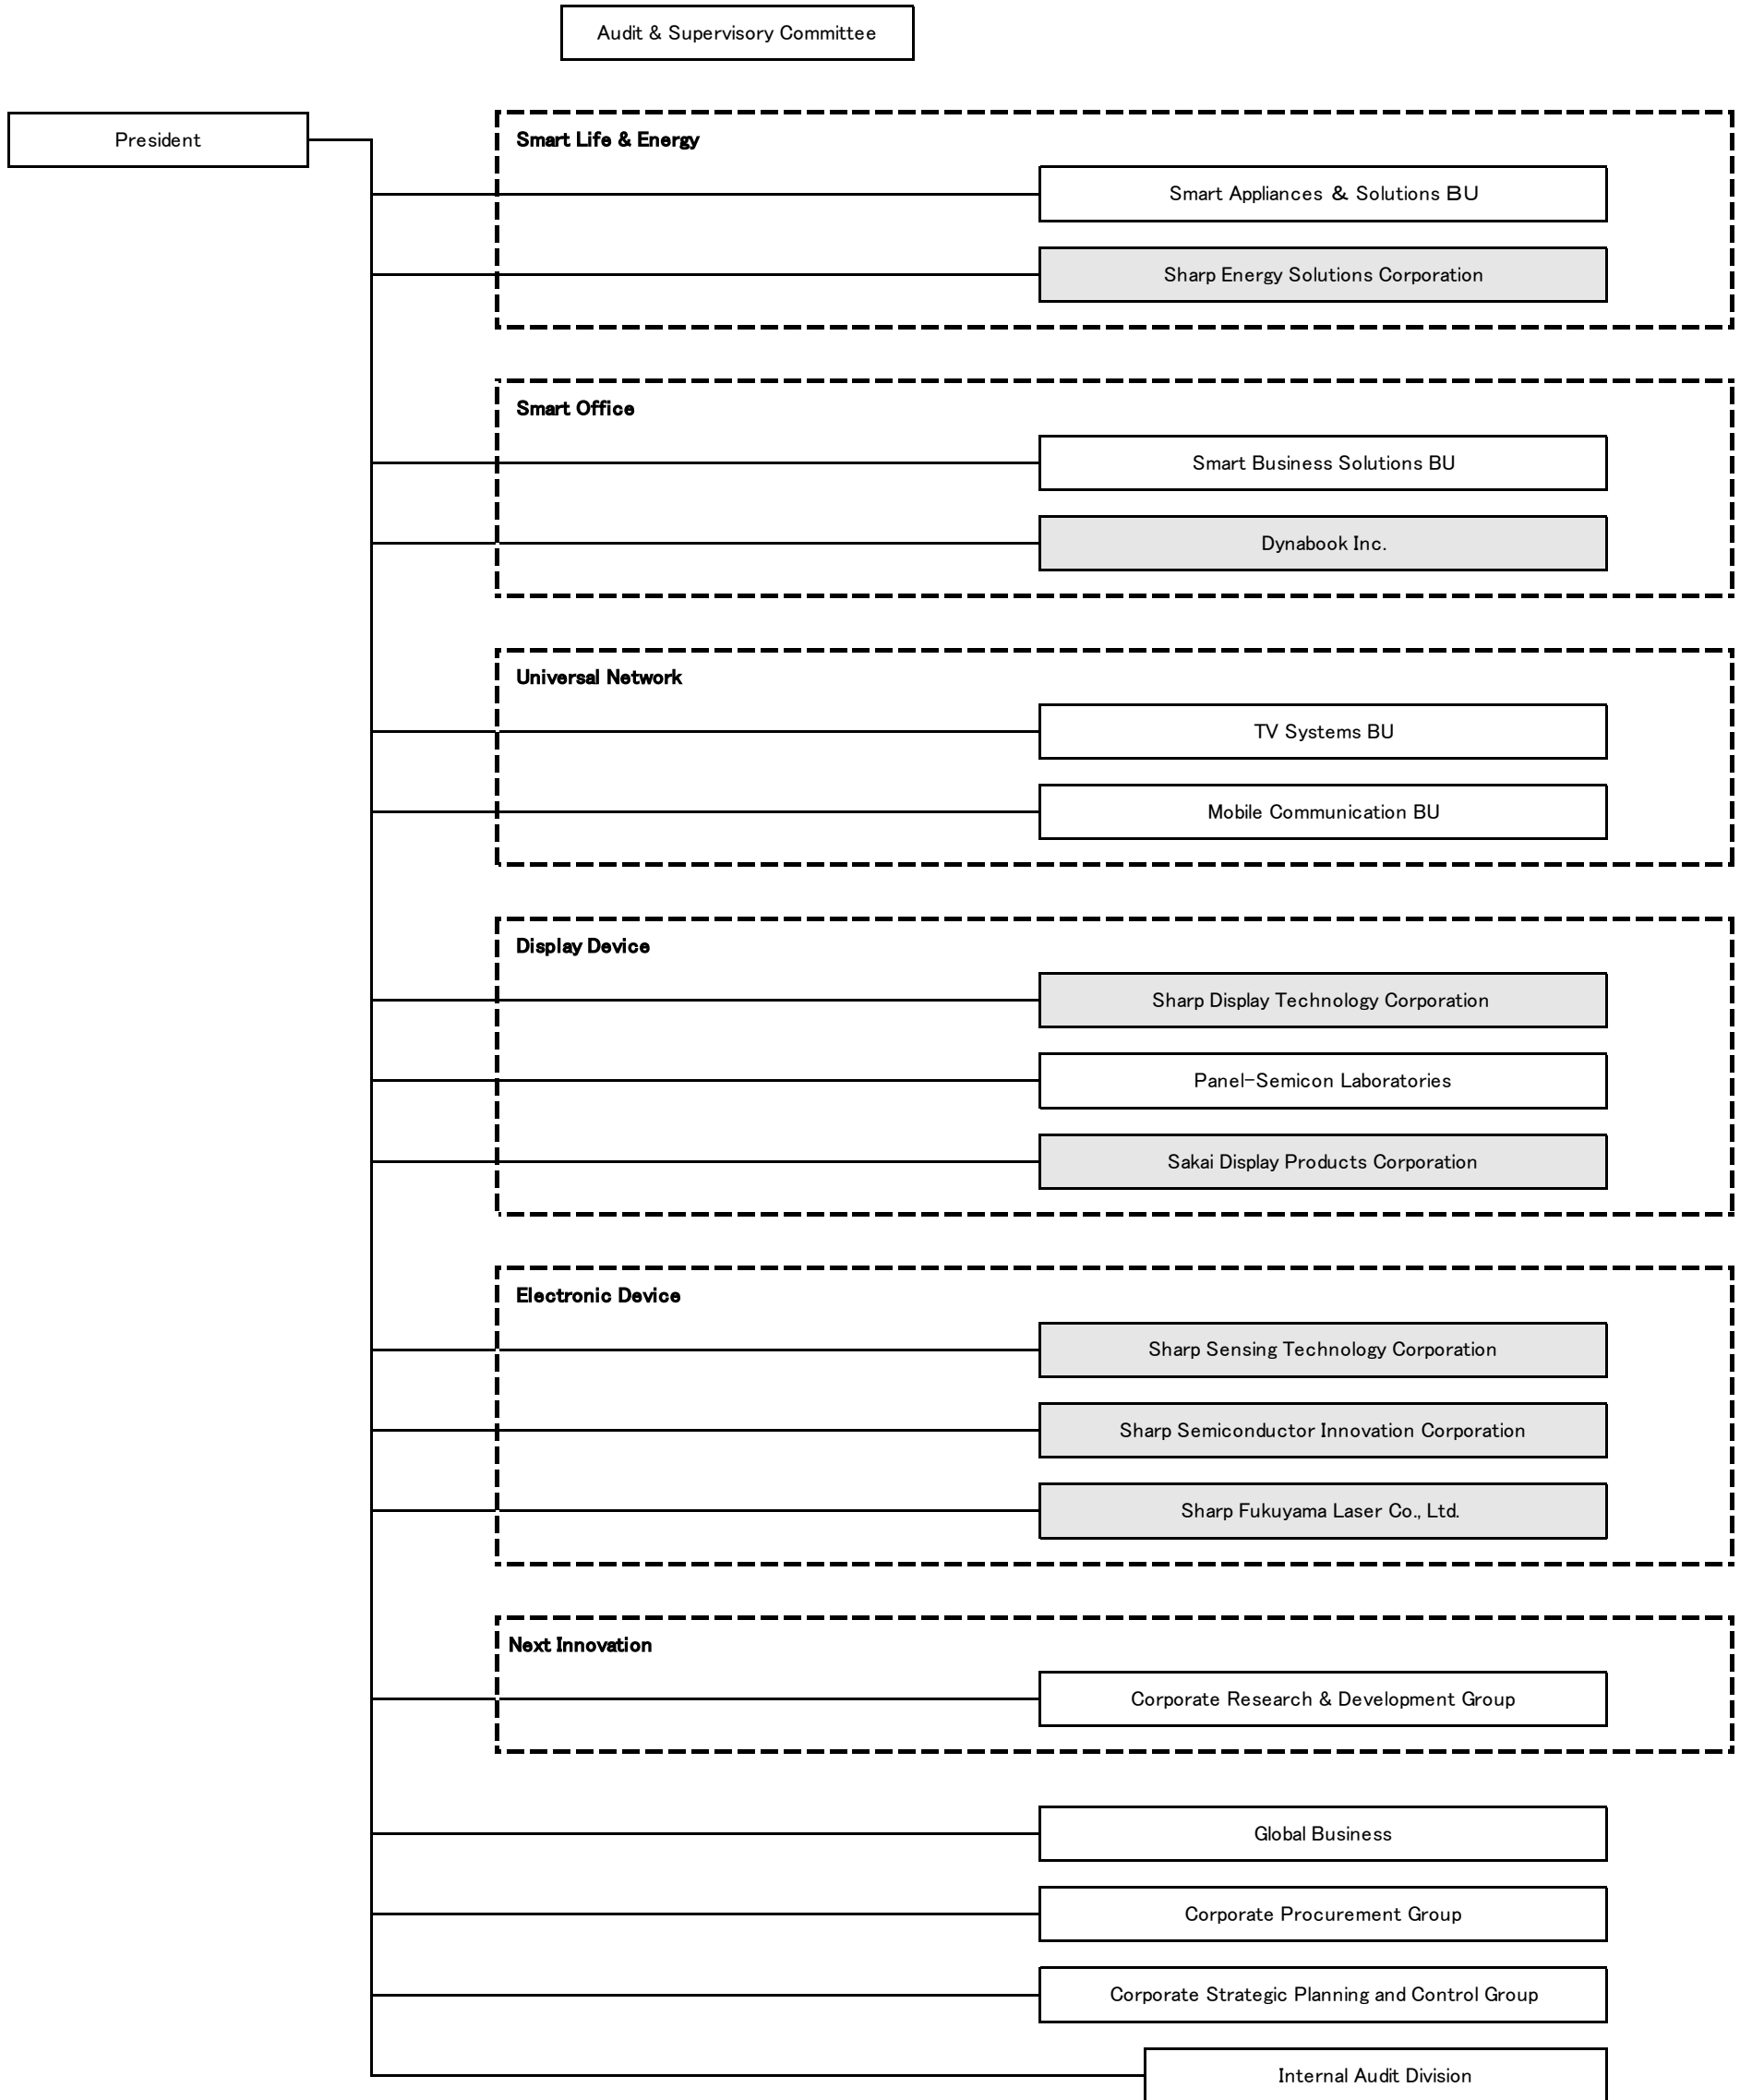 Audit & Supervisory Committee
President
Smart Life & Energy
Smart Appliances & Solutions BU
Sharp Energy Solutions Corporation
Smart Office
Smart Business Solutions BU
Dynabook Inc.
Universal Network
TV Systems BU
Mobile Communication BU
Display Device
Sharp Display Technology Corporation
Panel-Semicon Laboratories
Sakai Display Products Corporation
Electronic Device
Sharp Sensing Technology Corporation
Sharp Semiconductor Innovation Corporation
Sharp Fukuyama Laser Co., Ltd.
Next Innovation
Corporate Research & Development Group
Global Business
Corporate Procurement Group
Corporate Strategic Planning and Control Group
Internal Audit Division